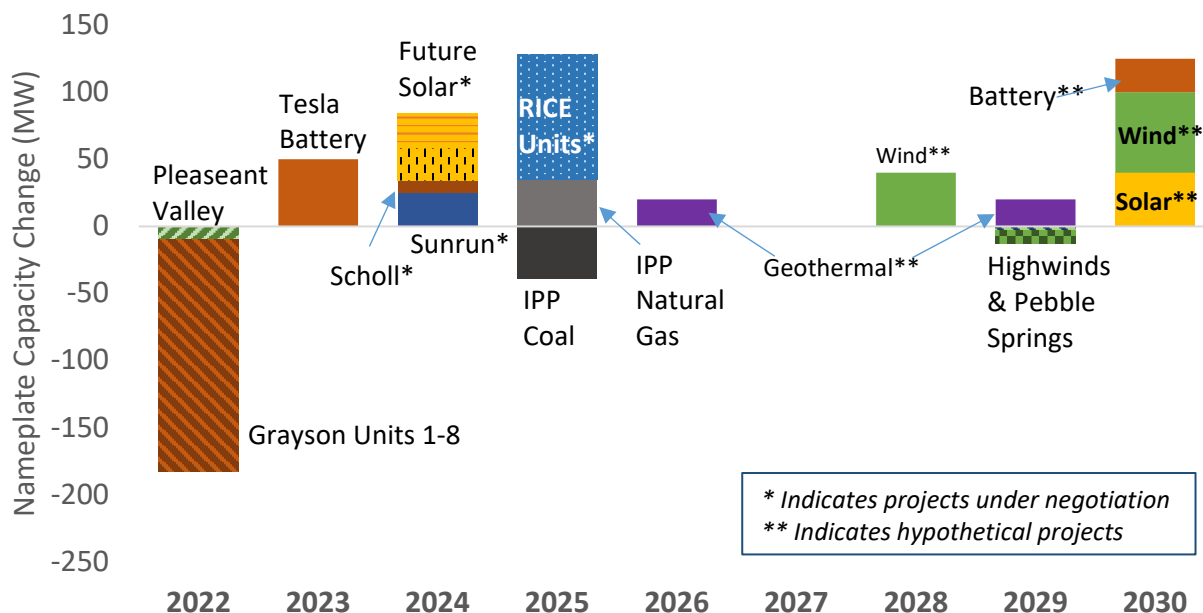 Nameplate Capacity Change (MW)
150
100
50
0
-50
-100
-150
-200
-250
Pleaseant
Valley
Grayson Units 1-8
Tesla
Battery
Future
Solar*
Scholl*
Sunrun*
RICE
Units*
IPP
Coal
IPP
Natural
Gas
Geothermal**
Wind**
Highwinds
& Pebble
Springs
Battery**
Wind**
Solar**
* Indicates projects under negotiation
** Indicates hypothetical projects
2022 2023 2024 2025 2026 2027 2028 2029 2030